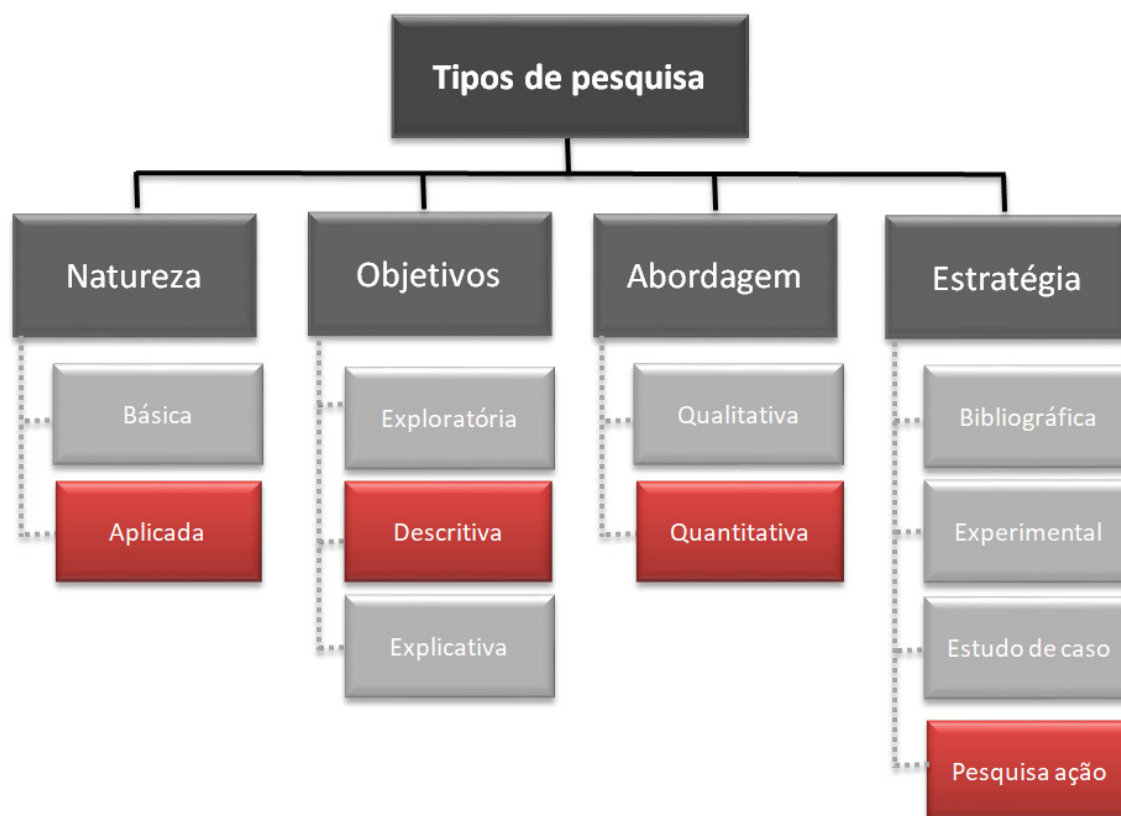 Tipos de pesquisa
Natureza
Básica
Aplicada
Objetivos
Exploratória
Descritiva
Explicativa
Abordagem
Qualitativa
Quantitativa
Estratégia
Bibliográfica
Experimental
Estudo de caso
Pesquisa ação